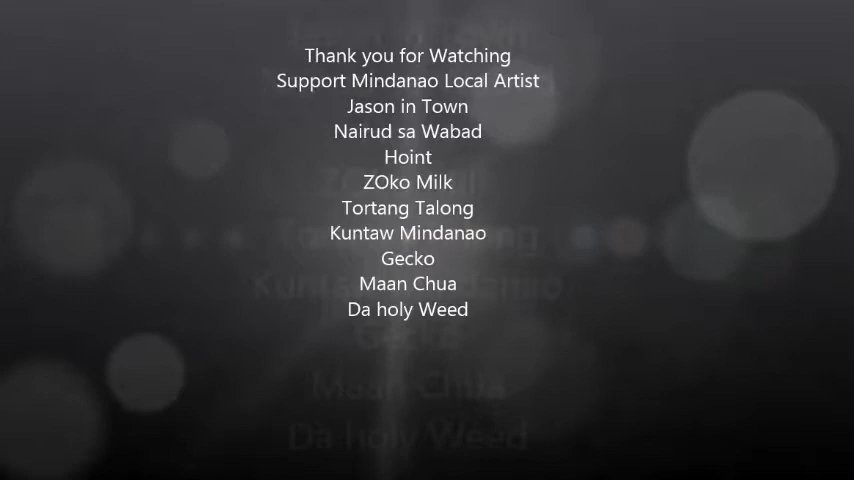 Thank you for Watching
Support Mindanao Local Artist
Jason in Town
Nairud sa Wabad
Hoint
ZOko Milk
Tortang Talong
Kuntaw Mindanao
Gecko
Maan Chua
Da holy Weed